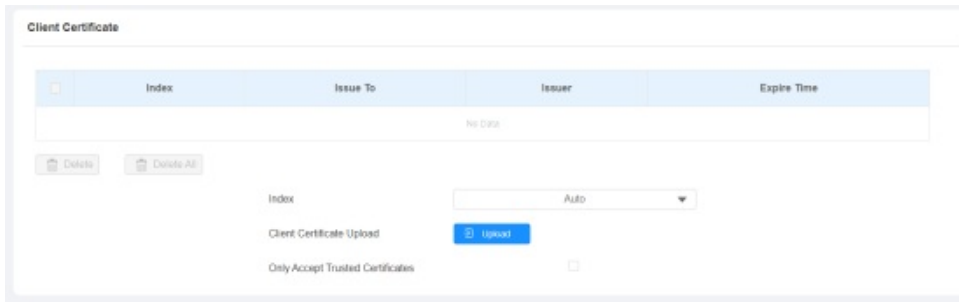 Client Certificate
Index Issue To Issuer Expire Time
No Data
Delete Delete All
Index Auto
Client Certificate Upload Upload
Only Accept Trusted Certificates